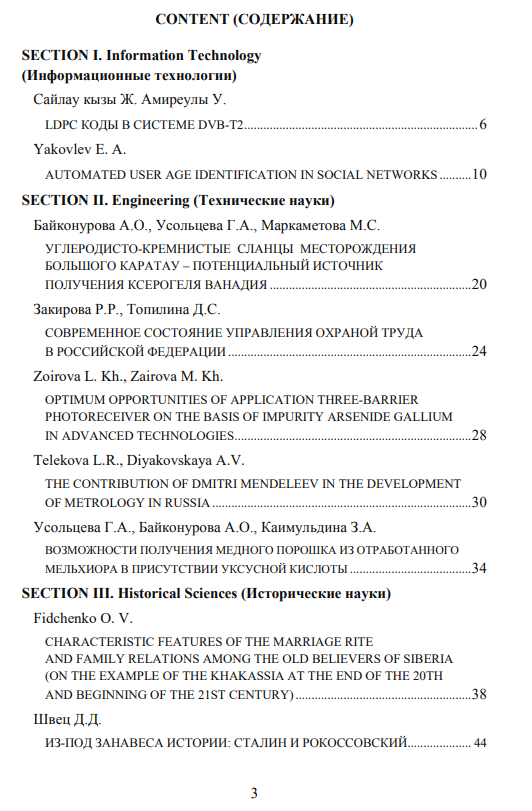 CONTENT (СОДЕРЖАНИЕ)
SECTION I. Information Technology
(Информационные технологии)
Сайлау кызы Ж. Амиреулы У.
LDPC КОДЫ В СИСТЕМЕ DVB-T2.......................................................................6
Yakovlev E. A.
AUTOMATED USER AGE IDENTIFICATION IN SOCIAL NETWORKS ..........10
SECTION II. Engineering (Технические науки)
Байконурова А.О., Усольцева Г.А., Маркаметова М.С.
УГЛЕРОДИСТО-КРЕМНИСТЫЕ СЛАНЦЫ МЕСТОРОЖДЕНИЯ
БОЛЬШОГО КАРАТАУ – ПОТЕНЦИАЛЬНЫЙ ИСТОЧНИК
ПОЛУЧЕНИЯ КСЕРОГЕЛЯ ВАНАДИЯ ..............................................................20
Закирова Р.Р., Топилина Д.С.
СОВРЕМЕННОЕ СОСТОЯНИЕ УПРАВЛЕНИЯ ОХРАНОЙ ТРУДА
В РОССИЙСКОЙ ФЕДЕРАЦИИ ..........................................................................24
Zoirova L. Kh., Zairova M. Kh.
OPTIMUM OPPORTUNITIES OF APPLICATION THREE-BARRIER
PHOTORECEIVER ON THE BASIS OF IMPURITY ARSENIDE GALLIUM
IN ADVANCED TECHNOLOGIES........................................................................28
Telekova L.R., Diyakovskaya A.V.
THE CONTRIBUTION OF DMITRI MENDELEEV IN THE DEVELOPMENT
OF METROLOGY IN RUSSIA ...............................................................................30
Усольцева Г.А., Байконурова А.О., Каимульдина З.А.
ВОЗМОЖНОСТИ ПОЛУЧЕНИЯ МЕДНОГО ПОРОШКА ИЗ ОТРАБОТАННОГО
МЕЛЬХИОРА В ПРИСУТСТВИИ УКСУСНОЙ КИСЛОТЫ .....................................34
SECTION III. Historical Sciences (Исторические науки)
Fidchenko O. V.
CHARACTERISTIC FEATURES OF THE MARRIAGE RITE
AND FAMILY RELATIONS AMONG THE OLD BELIEVERS OF SIBERIA
(ON THE EXAMPLE OF THE KHAKASSIA AT THE END OF THE 20TH
AND BEGINNING OF THE 21ST CENTURY) ......................................................38
Швец Д.Д.
ИЗ-ПОД ЗАНАВЕСА ИСТОРИИ: СТАЛИН И РОКОССОВСКИЙ................... 44
3